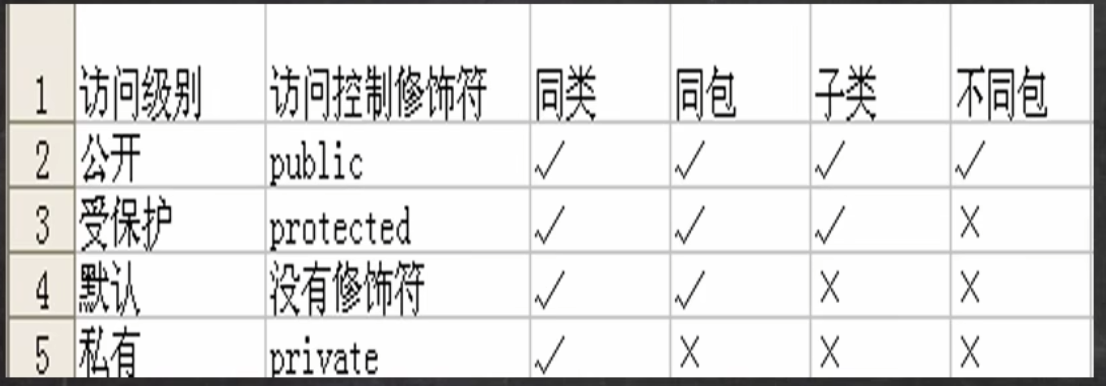 1 访问级别 访问控制修饰符 同类 同包 子类 不同包
2 公开 public √ √ √ √
3 受保护 protected √ √ √ ×
4 默认 没有修饰符 √ √ × ×
5 私有 private √ × × ×